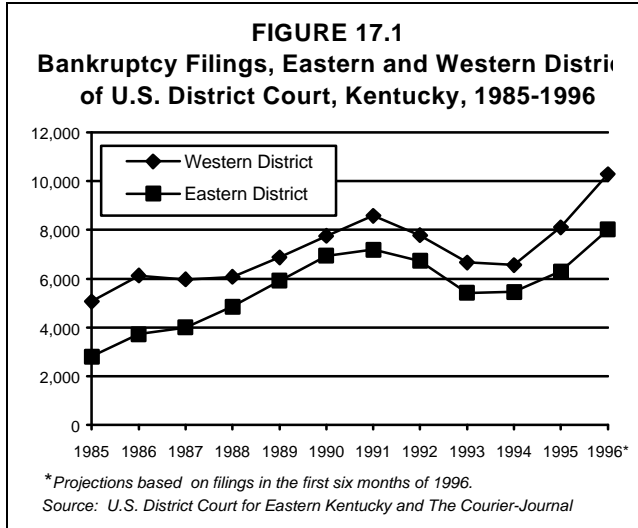 FIGURE 17.1
Bankruptcy Filings, Eastern and Western Distric
of U.S. District Court, Kentucky, 1985-1996
12,000
10,000
8,000
6,000
4,000
2,000
0
Western District
Eastern District
1985 1986 1987 1988 1989 1990 1991 1992 1993 1994 1995 1996*
*Projections based on filings in the first six months of 1996.
Source: U.S. District Court for Eastern Kentucky and The Courier-Journal